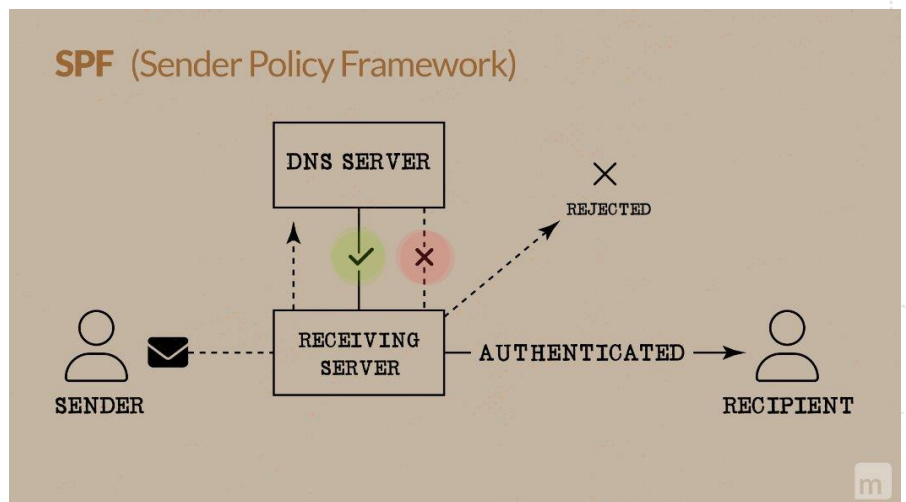 SPF (Sender Policy Framework)
DNS SERVER
REJECTED
RECEIVING
SERVER
AUTHENTICATED
SENDER
RECIPIENT
m